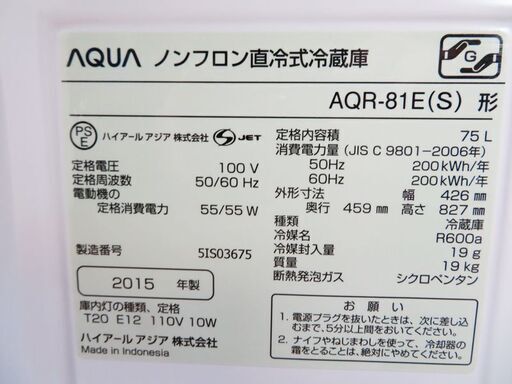 AQUA ノンフロン直冷式冷蔵庫
G
AQR-81E(S) 形
PS
E
ハイアール アジア 株式会社 S JET
定格電圧 100 V
定格周波数 50/60 Hz
電動機の
定格消費電力 55/55 W
製造番号 5IS03675
2015 年製
庫内灯の種類、定格
T20 E12 110V 10W
ハイアール アジア 株式会社
Made in Indonesia
定格内容積 75 L
消費電力量 (JIS C 9801−2006年)
50Hz 200 kWh/年
60Hz 200 kWh/年
外形寸法 幅 426 mm
奥行 459 mm 高さ 827 mm
種類 冷蔵庫
冷媒名 R600a
冷媒封入量 19 g
質量 19 kg
断熱発泡ガス シクロペンタン
お 願 い
1. 電源プラグを抜いたときは、次に差し込
むまで、5分以上間をおいてください。
2. ナイフやねじまわしを使って、冷却器の
霜をとることは、絶対にやめてください。